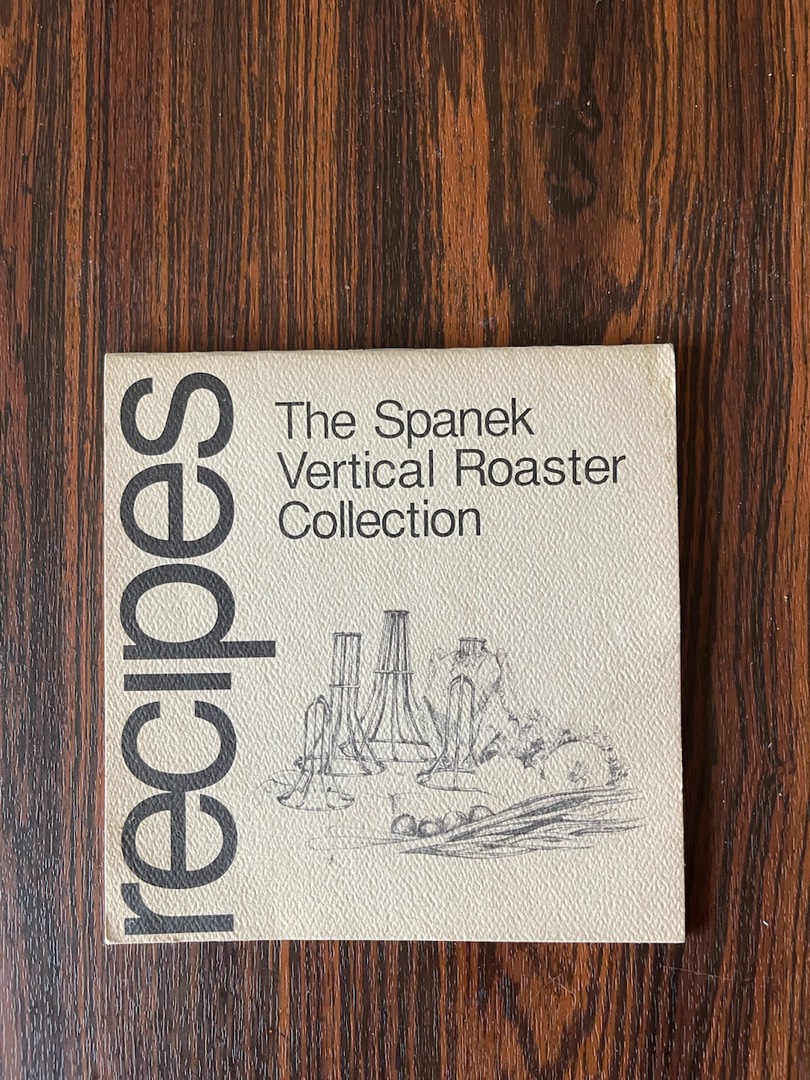 recipes
The Spanek
Vertical Roaster
Collection